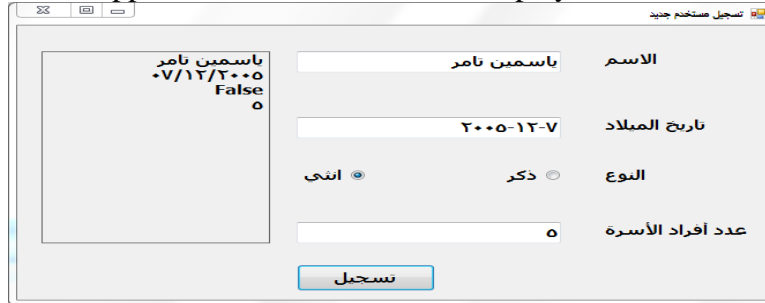 تسجيل مستخدم جديد
الاسم
ياسمين تامر
تاريخ الميلاد
٧-١٢-٢٠٠٥
النوع
ذكر
انثي
عدد أفراد الأسرة
٥
تسجيل
ياسمين تامر
٠٧/١٢/٢٠٠٥
False
٥